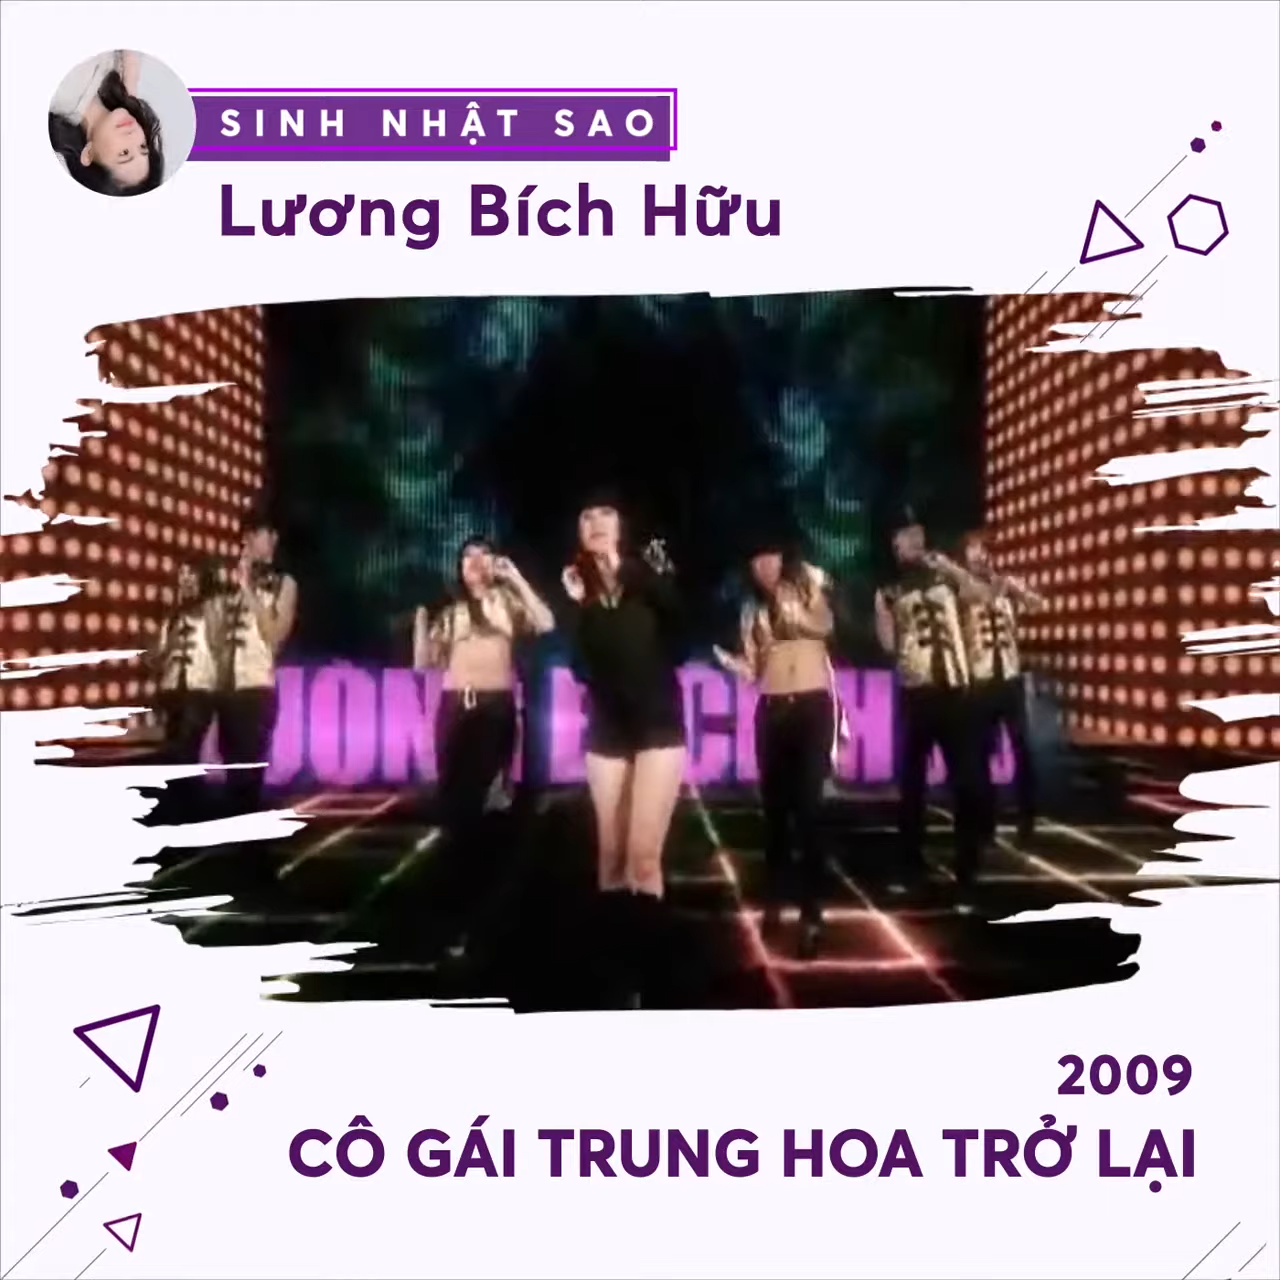 SINH NHẬT SAO
Lương Bích Hữu
2009
CÔ GÁI TRUNG HOA TRỞ LẠI